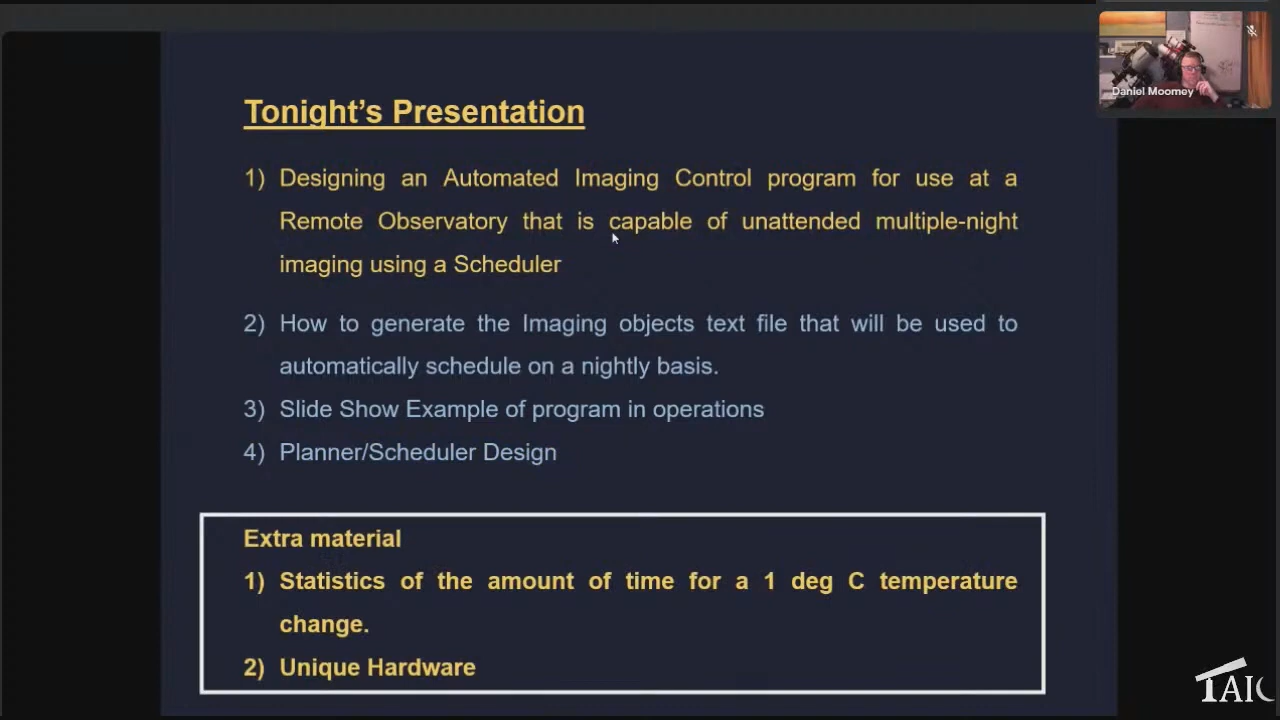 Daniel Moomey
Tonight's Presentation
1) Designing an Automated Imaging Control program for use at a
Remote Observatory that is capable of unattended multiple-night
imaging using a Scheduler
2) How to generate the Imaging objects text file that will be used to
automatically schedule on a nightly basis.
3) Slide Show Example of program in operations
4) Planner/Scheduler Design
Extra material
1) Statistics of the amount of time for a 1 deg C temperature
change.
2) Unique Hardware
TAIC